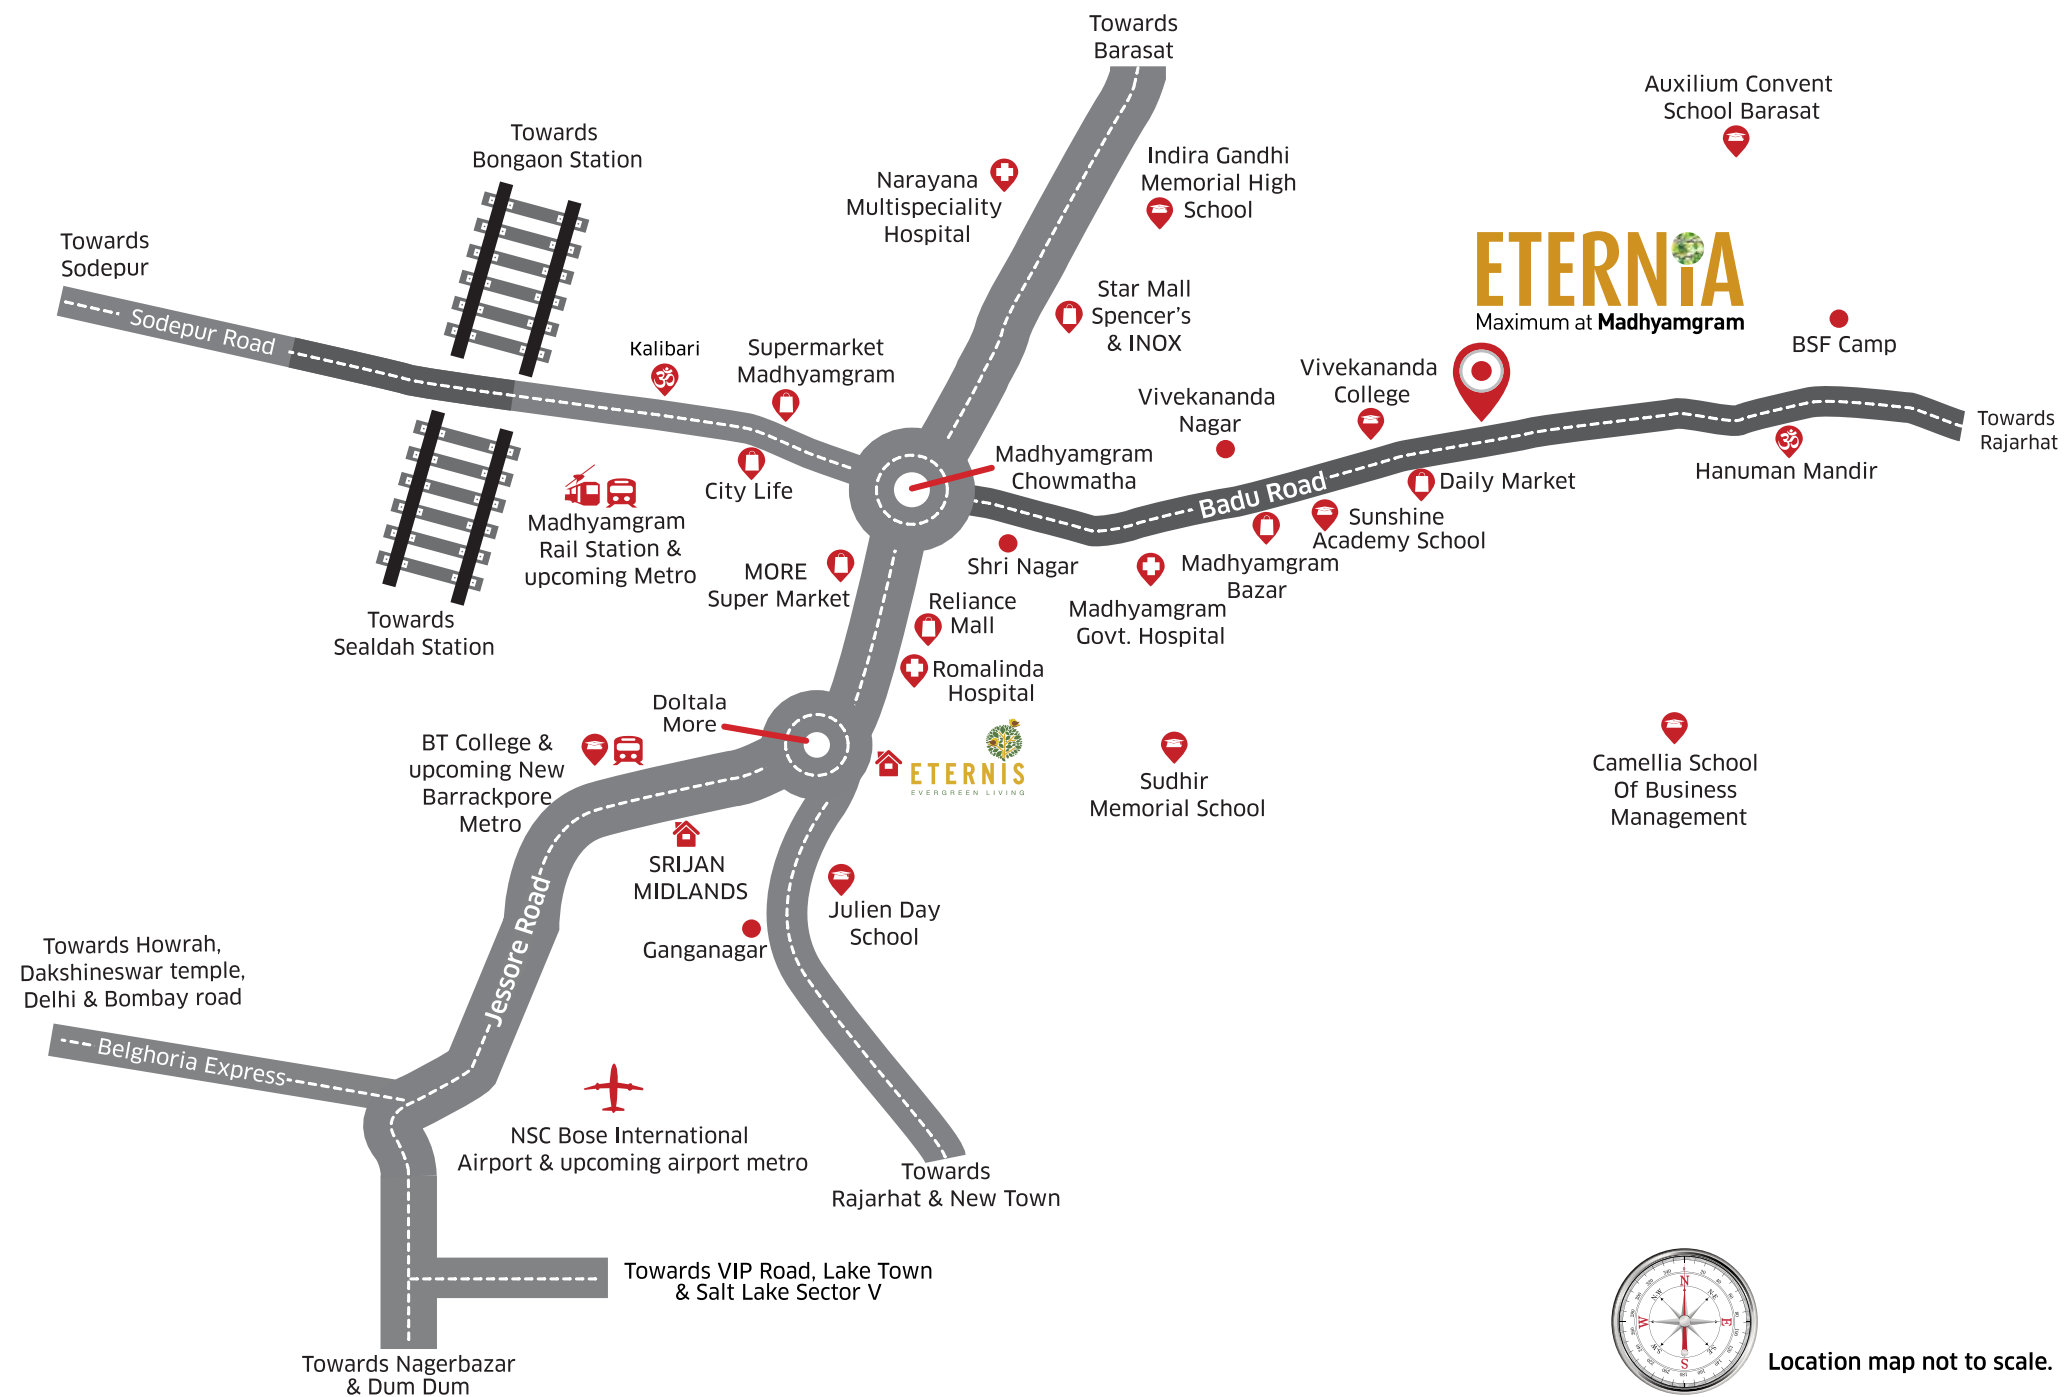 Towards
Barasat
Auxilium Convent
School Barasat
Towards
Bongaon Station
Indira Gandhi
Memorial High
School
Narayana
Multispeciality
Hospital
Towards
Sodepur
Sodepur Road
ETERNiA
Maximum at Madhyamgram
Star Mall
Spencer's
& INOX
BSF Camp
Kalibari
Supermarket
Madhyamgram
Vivekananda
College
Vivekananda
Nagar
Towards
Rajarhat
Madhyamgram
Chowmatha
Hanuman Mandir
City Life
Badu Road
Daily Market
Sunshine
Academy School
Madhyamgram
Rail Station &
upcoming Metro
MORE
Super Market
Shri Nagar
Madhyamgram
Bazar
Reliance
Mall
Madhyamgram
Govt. Hospital
Towards
Sealdah Station
Romalinda
Hospital
Doltala
More
BT College &
upcoming New
Barrackpore
Metro
ETERNIS
EVERGREEN LIVING
Sudhir
Memorial School
Camellia School
Of Business
Management
SRIJAN
MIDLANDS
Julien Day
School
Ganganagar
Jessore Road
Towards Howrah,
Dakshineswar temple,
Delhi & Bombay road
Belghoria Express
NSC Bose International
Airport & upcoming airport metro
Towards
Rajarhat & New Town
Towards VIP Road, Lake Town
& Salt Lake Sector V
Towards Nagerbazar
& Dum Dum
N
N-W
N-E
W
E
S-W
S-E
S
Location map not to scale.